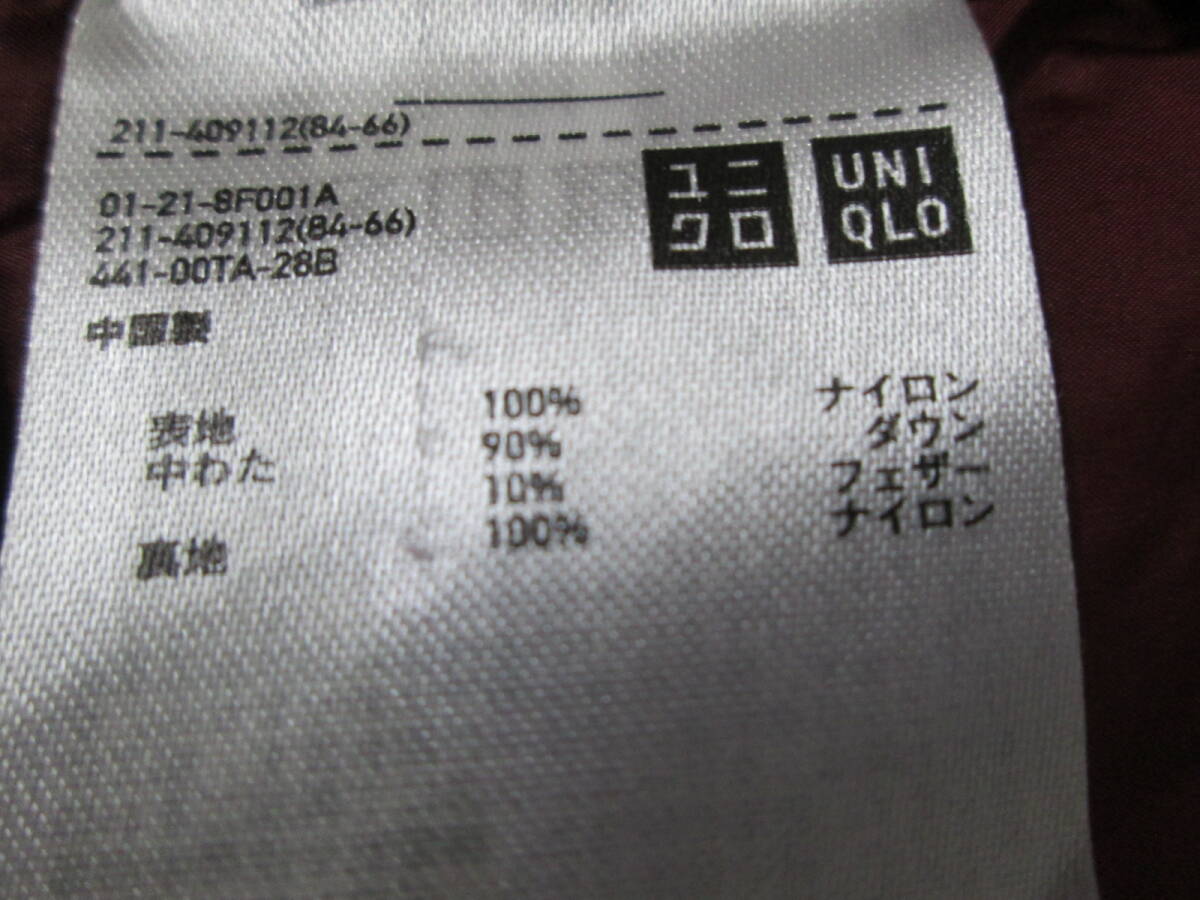 211-409112(84-66)
01-21-8F001A
211-409112(84-66)
441-00TA-28B
ユニ
クロ
UNI
QLO
中国製
表地 100% ナイロン
中わた 90% ダウン
10% フェザー
裏地 100% ナイロン